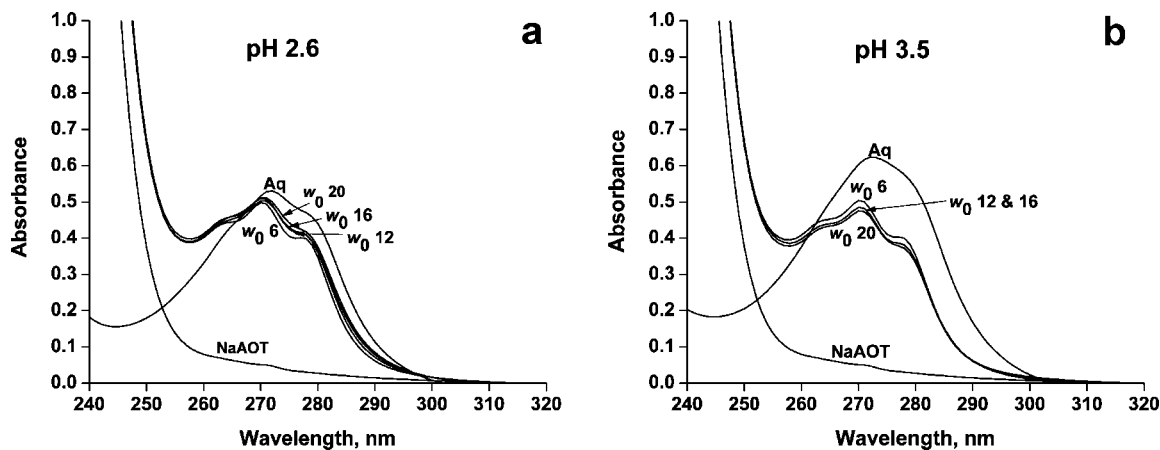 a
pH 2.6
Absorbance
1.0
0.9
0.8
0.7
0.6
0.5
0.4
0.3
0.2
0.1
0.0
Aq
w0 20
w0 16
w0 12
w0 6
NaAOT
240 250 260 270 280 290 300 310 320
Wavelength, nm
b
pH 3.5
Absorbance
1.0
0.9
0.8
0.7
0.6
0.5
0.4
0.3
0.2
0.1
0.0
Aq
w0 6
w0 12 & 16
w0 20
NaAOT
240 250 260 270 280 290 300 310 320
Wavelength, nm